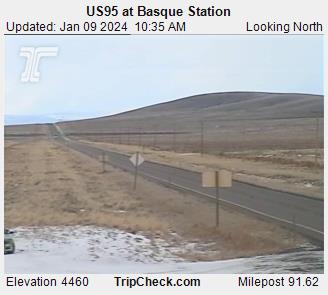 US95 at Basque Station
Updated: Jan 09 2024 10:35 AM Looking North
Elevation 4460 TripCheck.com Milepost 91.62